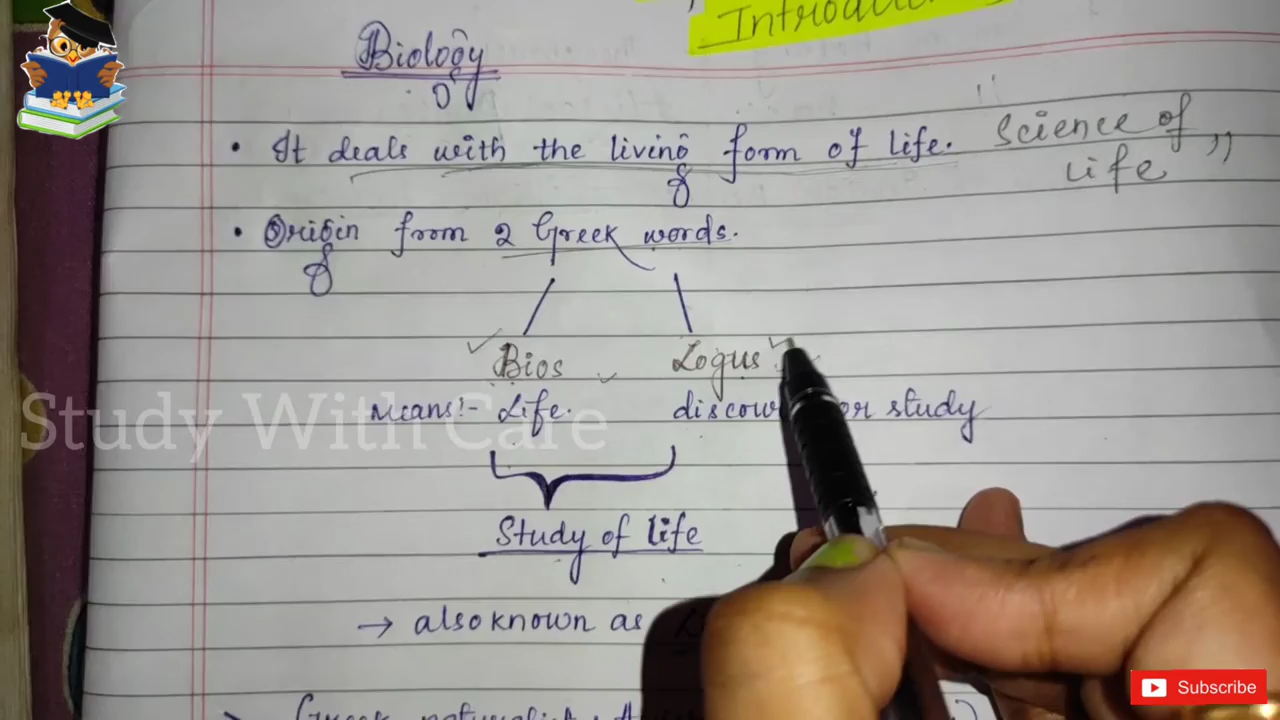 Biology
• It deals with the living form of life. Science of life"
• Origin from 2 Greek words.
Bios Logus
Means:- Life. or study
Study With Care
Study of life
→ also known as
Greek
Subscribe